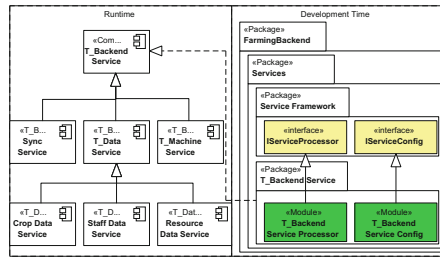 Runtime
Development Time
«Com...
T_Backend
Service
«T_B...
Sync
Service
«T_B...
T_Data
Service
«T_B...
T_Machine
Service
«T_D...
Crop Data
Service
«T_D...
Staff Data
Service
«T_Dat...
Resource
Data Service
«Package»
FarmingBackend
«Package»
Services
«Package»
Service Framework
«interface»
IServiceProcessor
«interface»
IServiceConfig
«Package»
T_Backend Service
«Module»
T_Backend
Service Processor
«Module»
T_Backend
Service Config